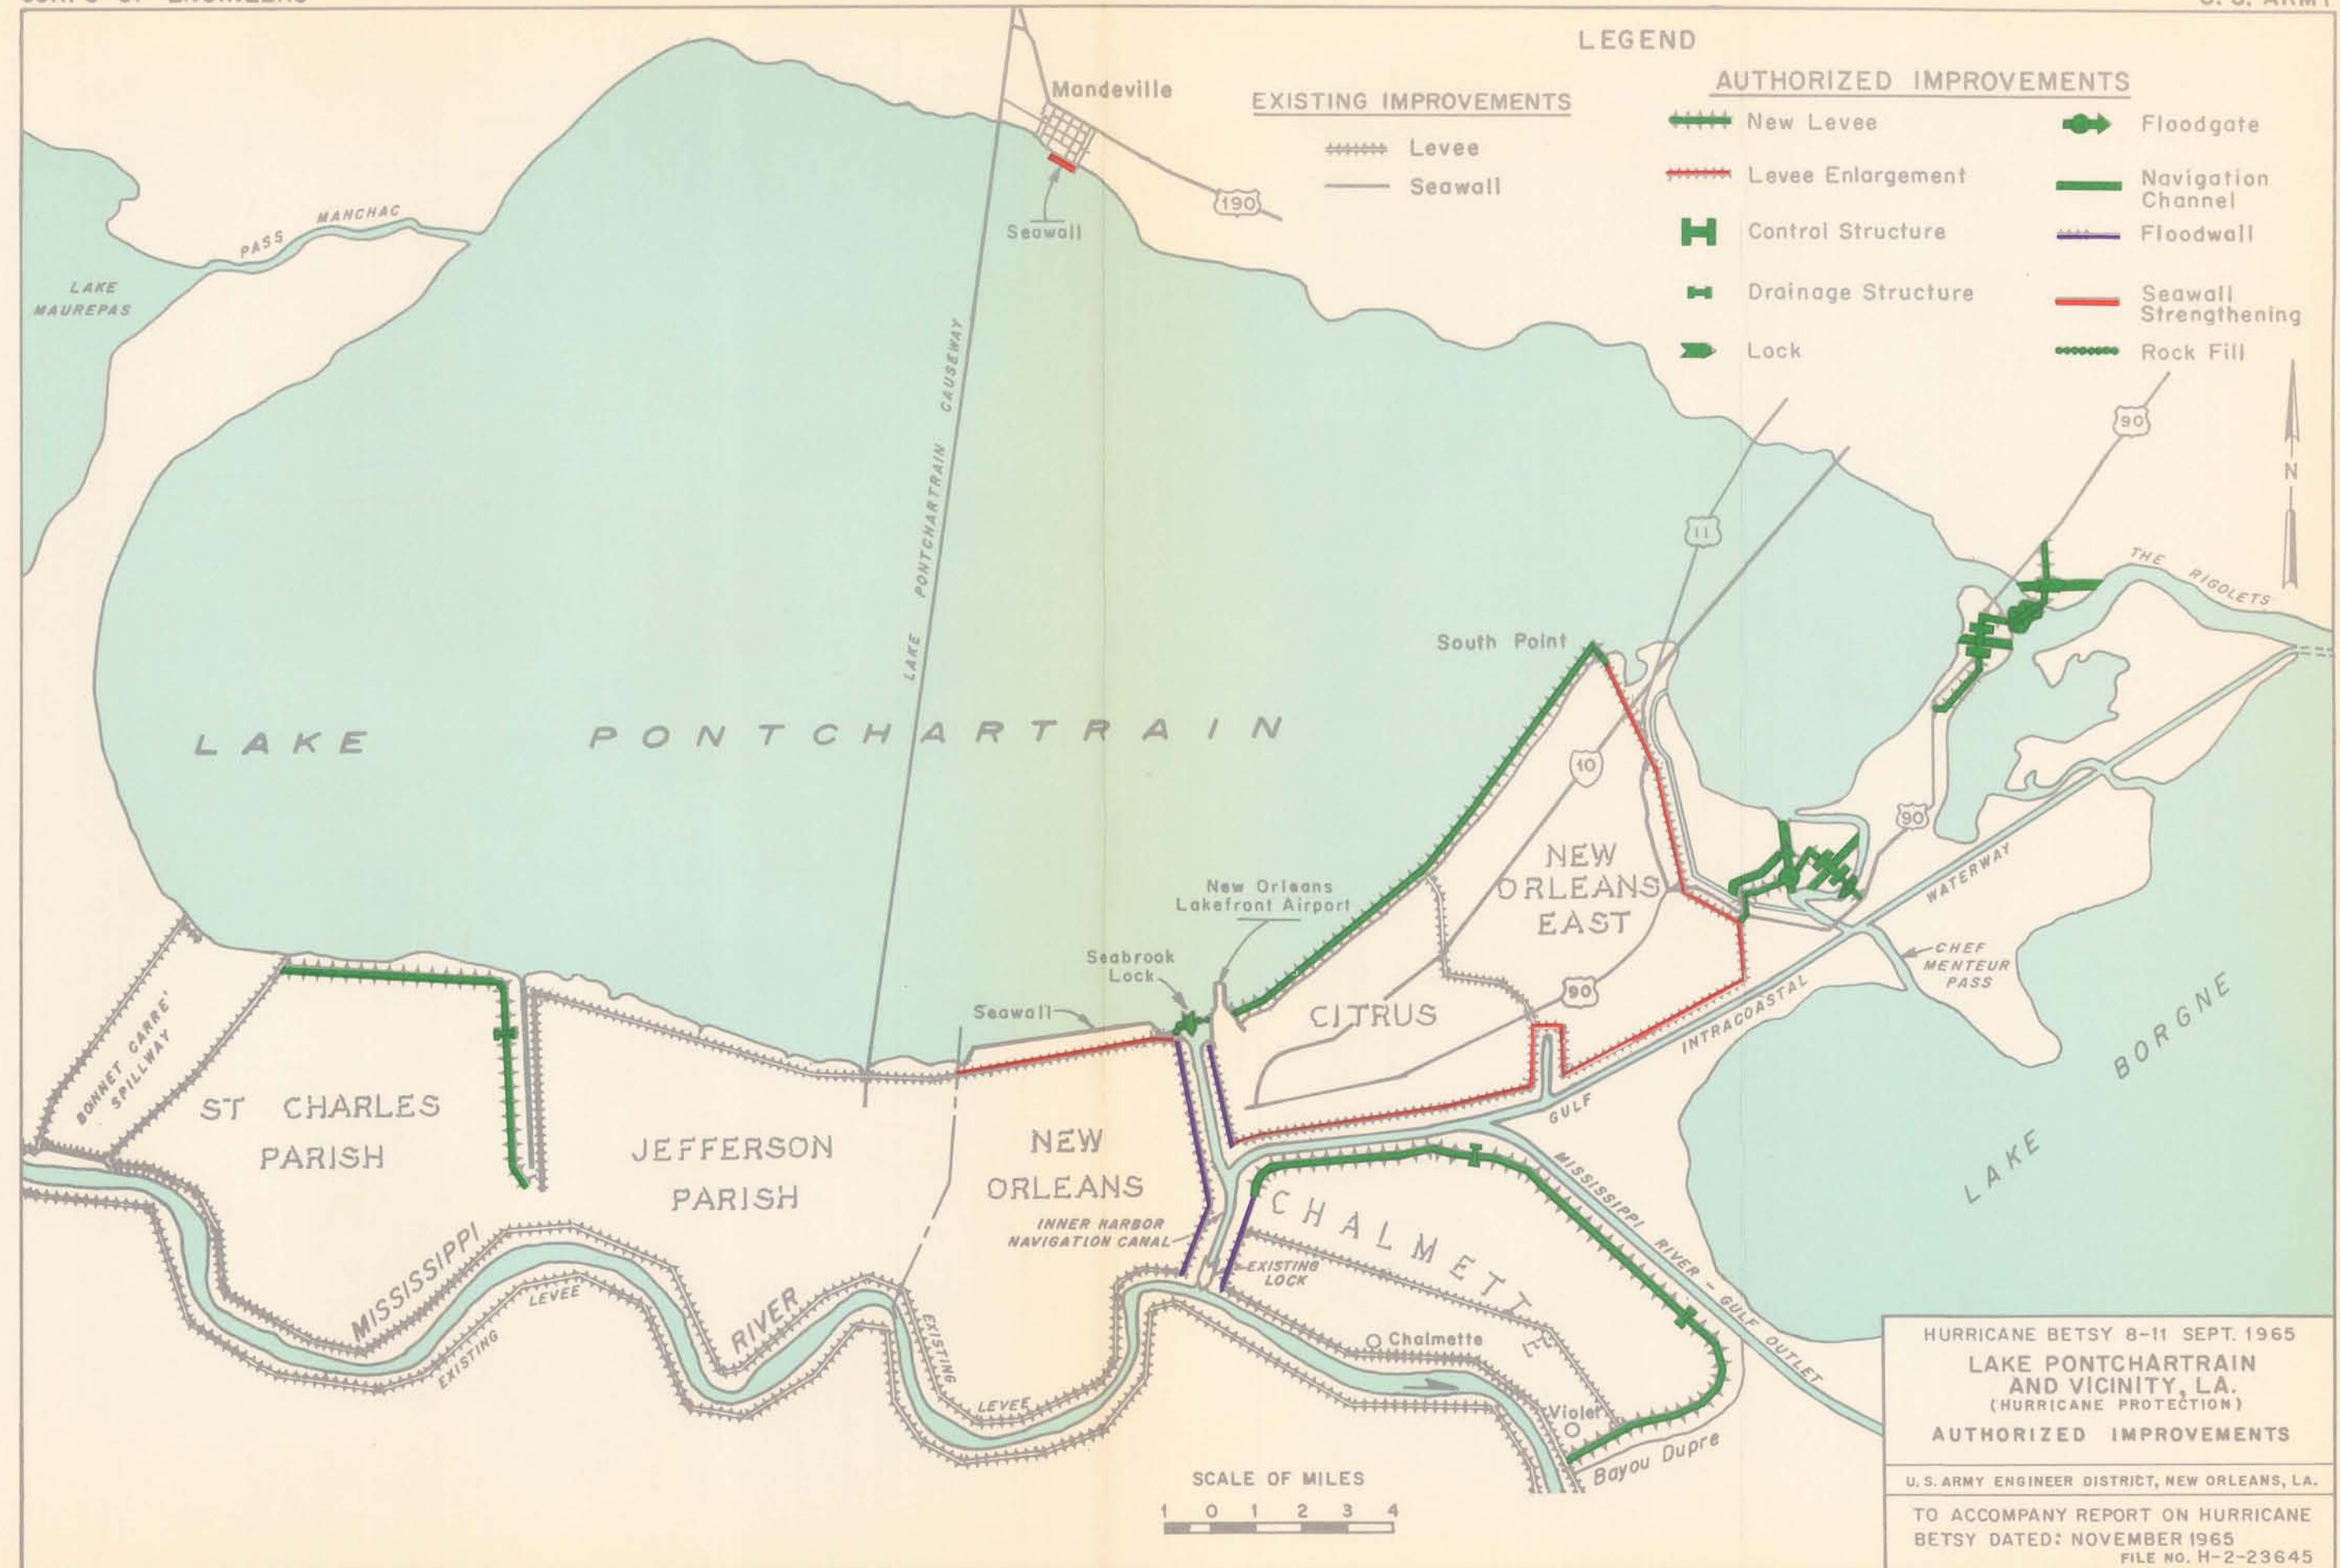 CORPS OF ENGINEERS
U. S. ARMY
LEGEND
EXISTING IMPROVEMENTS
Levee
Seawall
AUTHORIZED IMPROVEMENTS
New Levee
Levee Enlargement
Control Structure
Drainage Structure
Lock
Floodgate
Navigation
Channel
Floodwall
Seawall
Strengthening
Rock Fill
Mandeville
190
Seawall
PASS MANCHAC
LAKE
MAUREPAS
LAKE PONTCHARTRAIN CAUSEWAY
90
N
11
THE RIGOLETS
South Point
LAKE PONTCHARTRAIN
10
90
NEW
ORLEANS
EAST
New Orleans
Lakefront Airport
Seabrook
Lock
Seawall
CITRUS
90
CHEF
MENTEUR
PASS
GULF INTRACOASTAL WATERWAY
LAKE BORGNE
BONNET CARRE'
SPILLWAY
ST CHARLES
PARISH
JEFFERSON
PARISH
NEW
ORLEANS
INNER HARBOR
NAVIGATION CANAL
EXISTING
LOCK
CHALMETTE
MISSISSIPPI RIVER - GULF OUTLET
MISSISSIPPI RIVER
EXISTING LEVEE
EXISTING LEVEE
Chalmette
Violet
Bayou Dupre
SCALE OF MILES
1 0 1 2 3 4
HURRICANE BETSY 8-11 SEPT. 1965
LAKE PONTCHARTRAIN
AND VICINITY, LA.
(HURRICANE PROTECTION)
AUTHORIZED IMPROVEMENTS
U.S. ARMY ENGINEER DISTRICT, NEW ORLEANS, LA.
TO ACCOMPANY REPORT ON HURRICANE
BETSY DATED: NOVEMBER 1965
FILE NO. H-2-23645